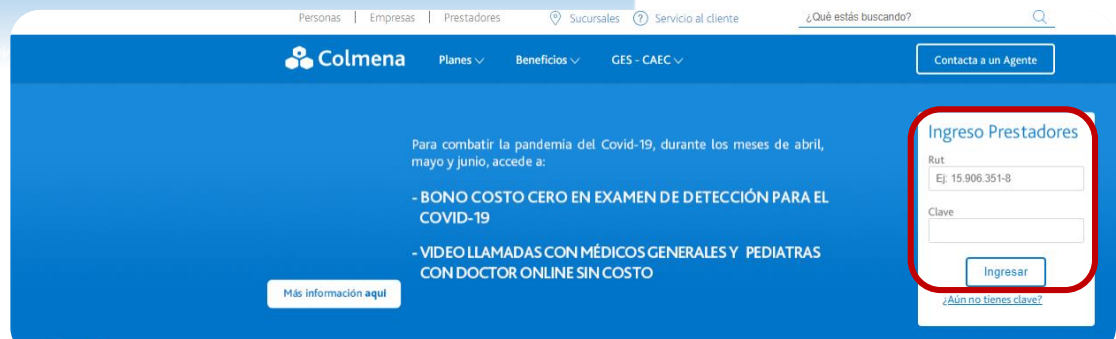 Personas | Empresas | Prestadores Sucursales ? Servicio al cliente ¿Qué estás buscando?
Colmena Planes Beneficios GES - CAEC Contacta a un Agente
Para combatir la pandemia del Covid-19, durante los meses de abril,
mayo y junio, accede a:
- BONO COSTO CERO EN EXAMEN DE DETECCIÓN PARA EL
COVID-19
- VIDEO LLAMADAS CON MÉDICOS GENERALES Y PEDIATRAS
CON DOCTOR ONLINE SIN COSTO
Más información aquí
Ingreso Prestadores
Rut
Ej: 15.906.351-8
Clave
Ingresar
¿Aún no tienes clave?